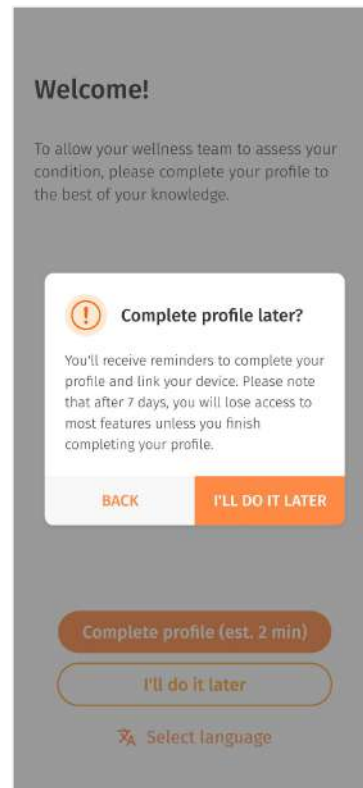 Welcome!
To allow your wellness team to assess your
condition, please complete your profile to
the best of your knowledge.
Complete profile later?
You'll receive reminders to complete your
profile and link your device. Please note
that after 7 days, you will lose access to
most features unless you finish
completing your profile.
BACK
I'LL DO IT LATER
Complete profile (est. 2 min)
I'll do it later
Select language